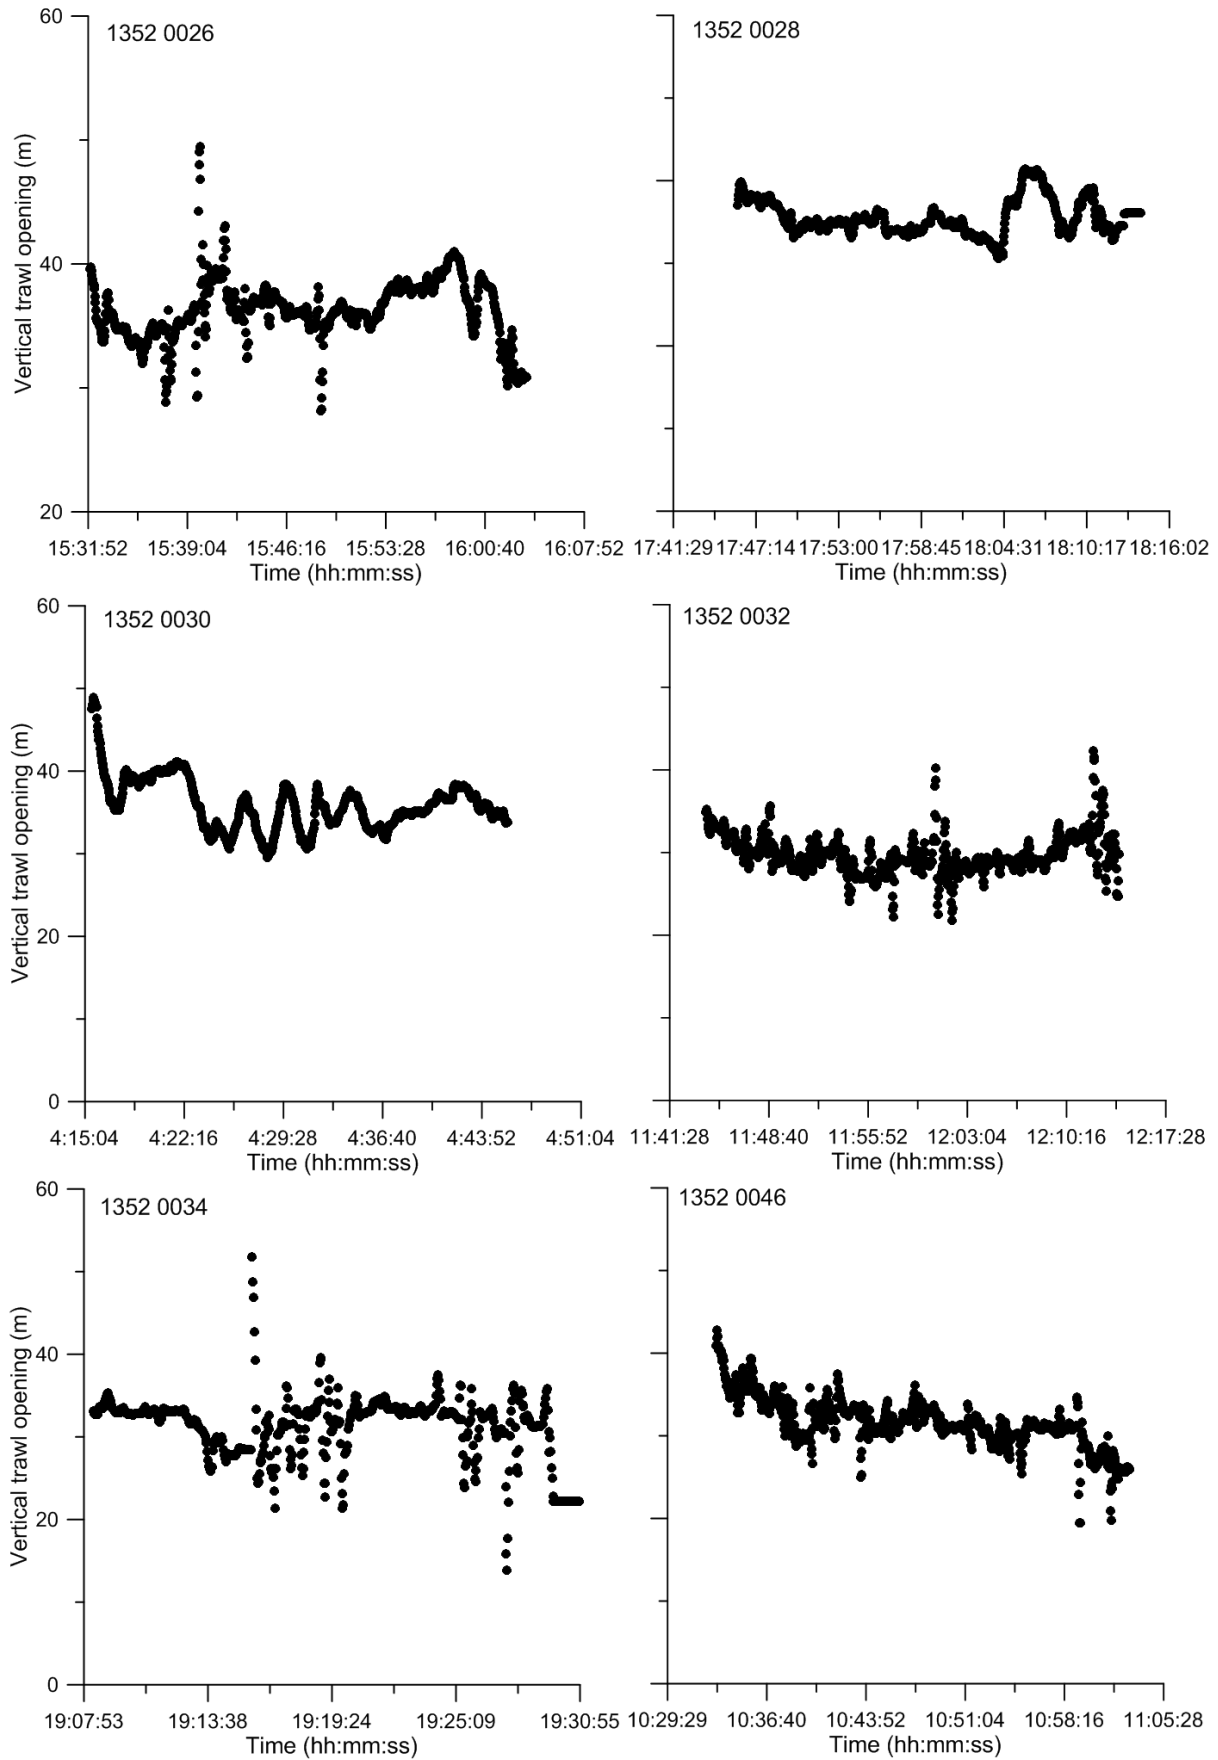 60
1352 0026
1352 0028
Vertical trawl opening (m)
40
20
15:31:52 15:39:04 15:46:16 15:53:28 16:00:40 16:07:52
17:41:29 17:47:14 17:53:00 17:58:45 18:04:31 18:10:17 18:16:02
Time (hh:mm:ss)
Time (hh:mm:ss)
60
1352 0030
1352 0032
Vertical trawl opening (m)
40
20
0
4:15:04 4:22:16 4:29:28 4:36:40 4:43:52 4:51:04
11:41:28 11:48:40 11:55:52 12:03:04 12:10:16 12:17:28
Time (hh:mm:ss)
Time (hh:mm:ss)
60
1352 0034
1352 0046
Vertical trawl opening (m)
40
20
0
19:07:53 19:13:38 19:19:24 19:25:09 19:30:55
10:29:29 10:36:40 10:43:52 10:51:04 10:58:16 11:05:28
Time (hh:mm:ss)
Time (hh:mm:ss)